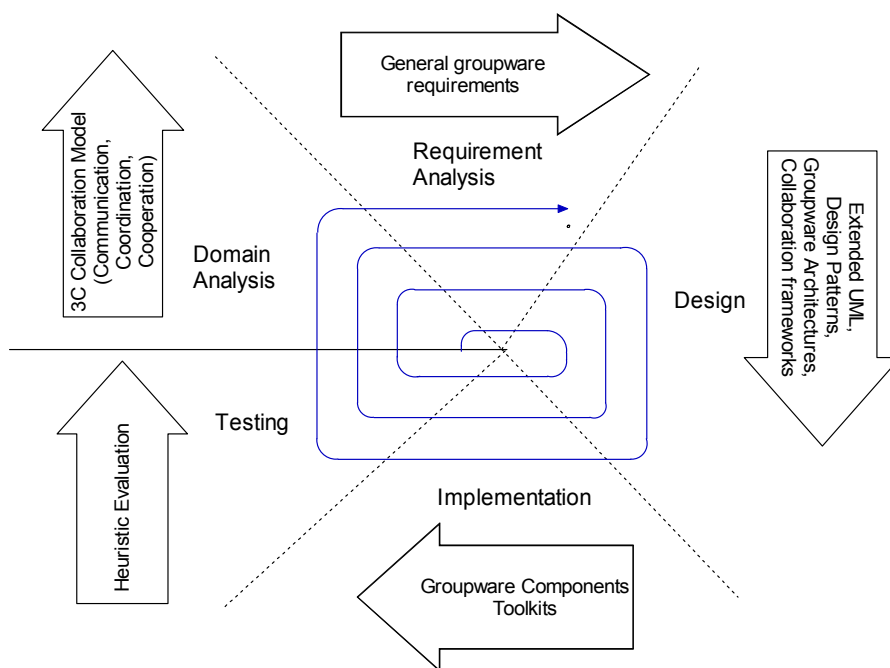 General groupware
requirements
3C Collaboration Model
(Communication,
Coordination,
Cooperation)
Requirement
Analysis
Domain
Analysis
Design
Extended UML,
Design Patterns,
Groupware Architectures,
Collaboration frameworks
Testing
Heuristic Evaluation
Implementation
Groupware Components
Toolkits